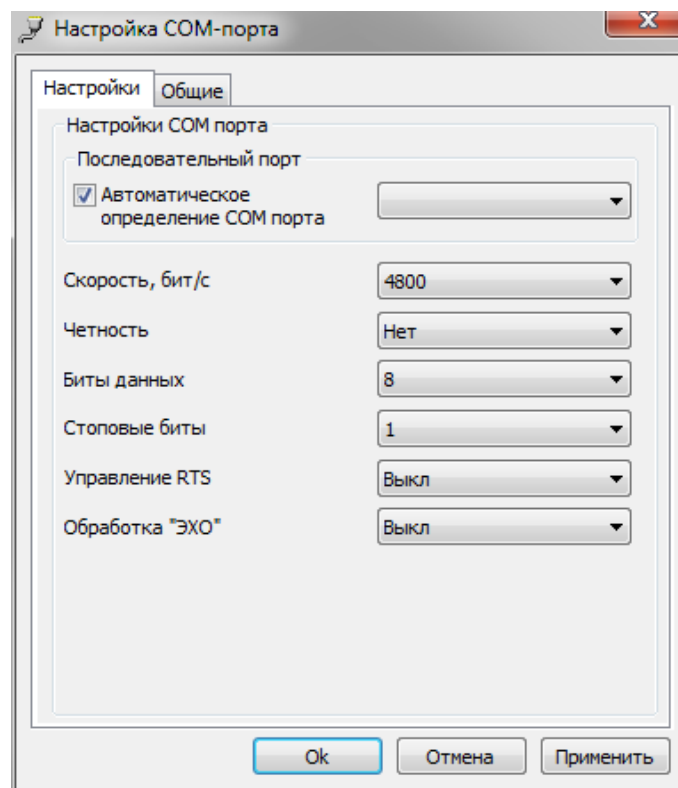 Настройка COM-порта
Настройки
Общие
Настройки COM порта
Последовательный порт
Автоматическое
определение COM порта
Скорость, бит/с
4800
Четность
Нет
Биты данных
8
Стоповые биты
1
Управление RTS
Выкл
Обработка "ЭХО"
Выкл
Ok
Отмена
Применить